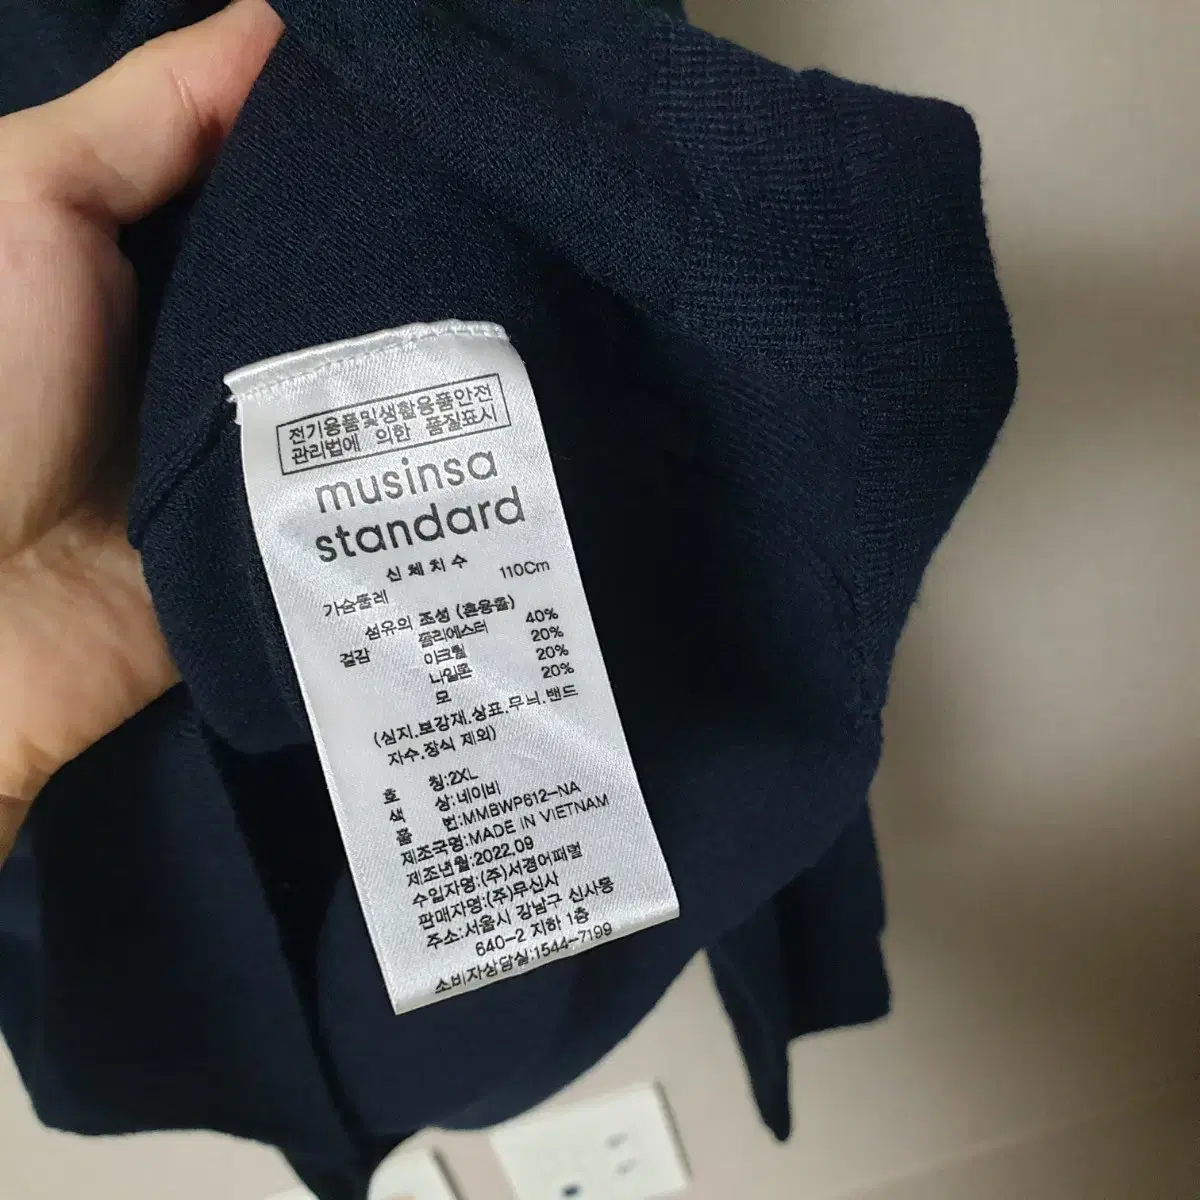 전기용품및생활용품안전
관리법에 의한 품질표시
musinsa
standard
신체치수
가슴둘레 110Cm
섬유의 조성 (혼용률)
겉감 폴리에스터 40%
아크릴 20%
나일론 20%
모 20%
(심지.보강재.상표.무늬.밴드
자수.장식 제외)
호 칭:2XL
색 상:네이비
품 번:MMBWP612-NA
제조국명:MADE IN VIETNAM
제조년월:2022.09
수입자명:(주)서경어패럴
판매자명:(주)무신사
주소:서울시 강남구 신사동
640-2 지하 1층
소비자상담실:1544-7199